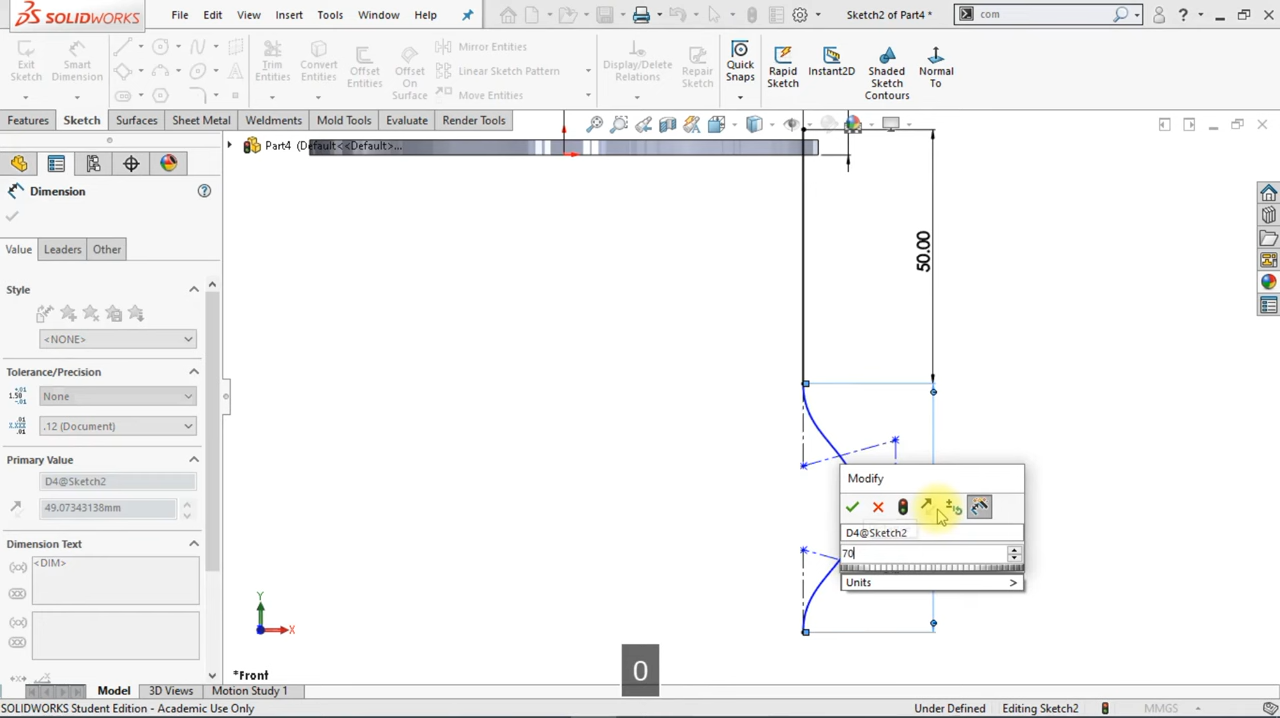 SOLIDWORKS File Edit View Insert Tools Window Help Sketch2 of Part4 * com ?
Exit Sketch Smart Dimension Trim Entities Convert Entities Offset Entities Offset On Surface Mirror Entities Linear Sketch Pattern Move Entities Display/Delete Relations Repair Sketch Quick Snaps Rapid Sketch Instant2D Shaded Sketch Contours Normal To
Features Sketch Surfaces Sheet Metal Weldments Mold Tools Evaluate Render Tools
Part4 (Default<<Default>...
Dimension
Value Leaders Other
Style
<NONE>
Tolerance/Precision
None
.12 (Document)
Primary Value
D4@Sketch2
49.07343138mm
Dimension Text
<DIM>
50.00
Modify
D4@Sketch2
70
Units >
Y
X
*Front
0
Model 3D Views Motion Study 1
SOLIDWORKS Student Edition - Academic Use Only Under Defined Editing Sketch2 MMGS